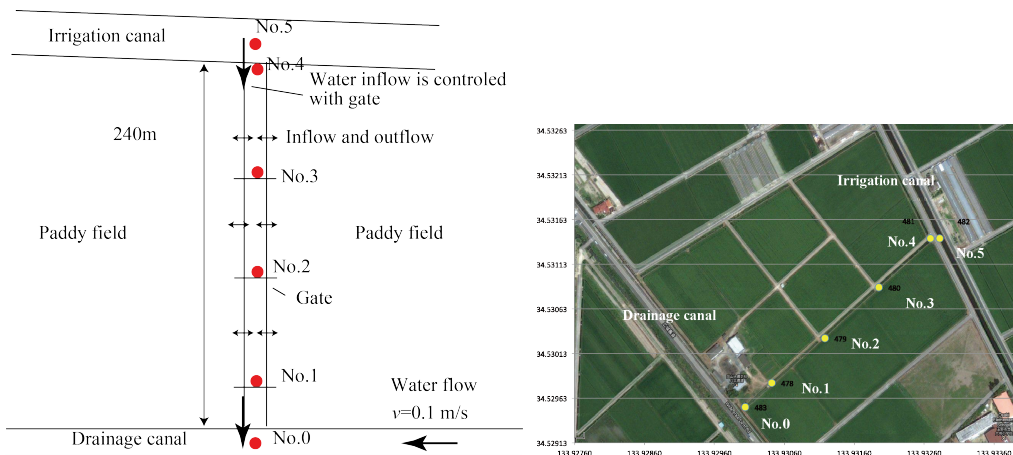 No.5
Irrigation canal
No.4
Water inflow is controled
with gate
240m
Inflow and outflow
No.3
Paddy field
Paddy field
No.2
Gate
No.1
Water flow
v=0.1 m/s
Drainage canal
No.0
34.53263
34.53213
34.53163
34.53113
34.53063
34.53013
34.52963
34.52913
133.92760
133.92860
133.92960
133.93060
133.93160
133.93260
133.93360
Irrigation canal
481
482
No.4
No.5
480
No.3
Drainage canal
479
No.2
478
No.1
483
No.0